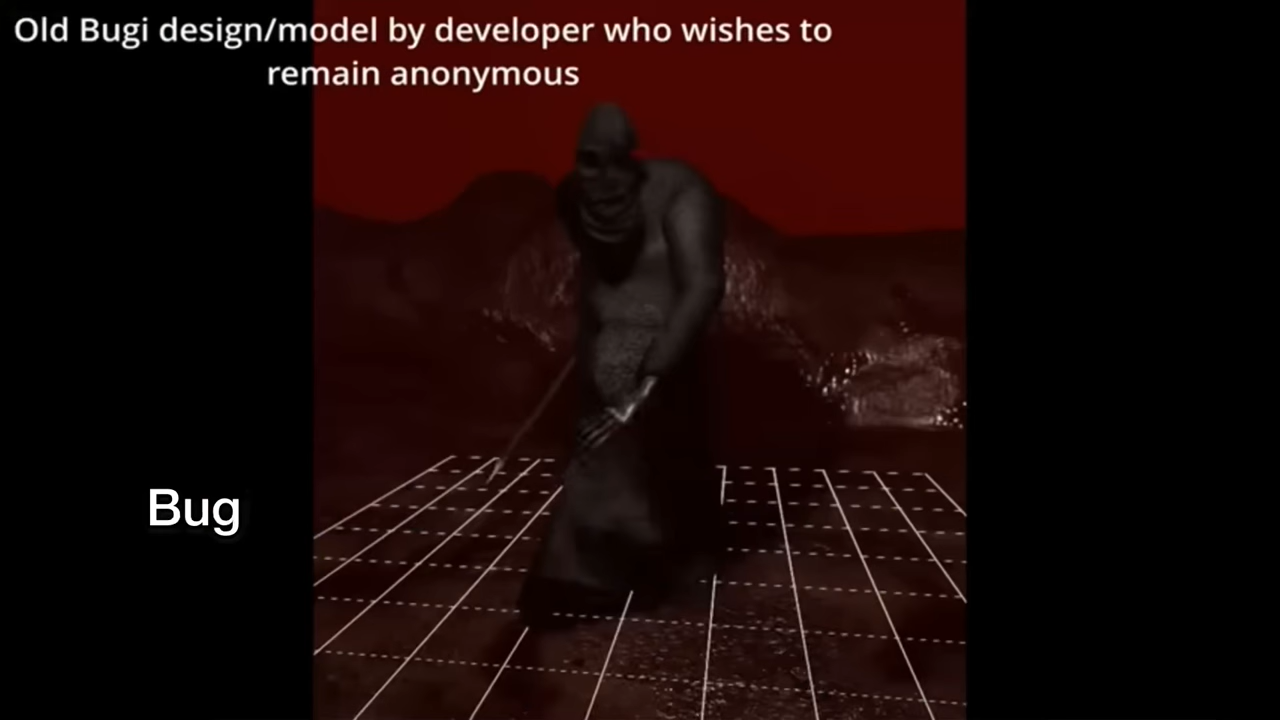 Old Bugi design/model by developer who wishes to
remain anonymous
Bug